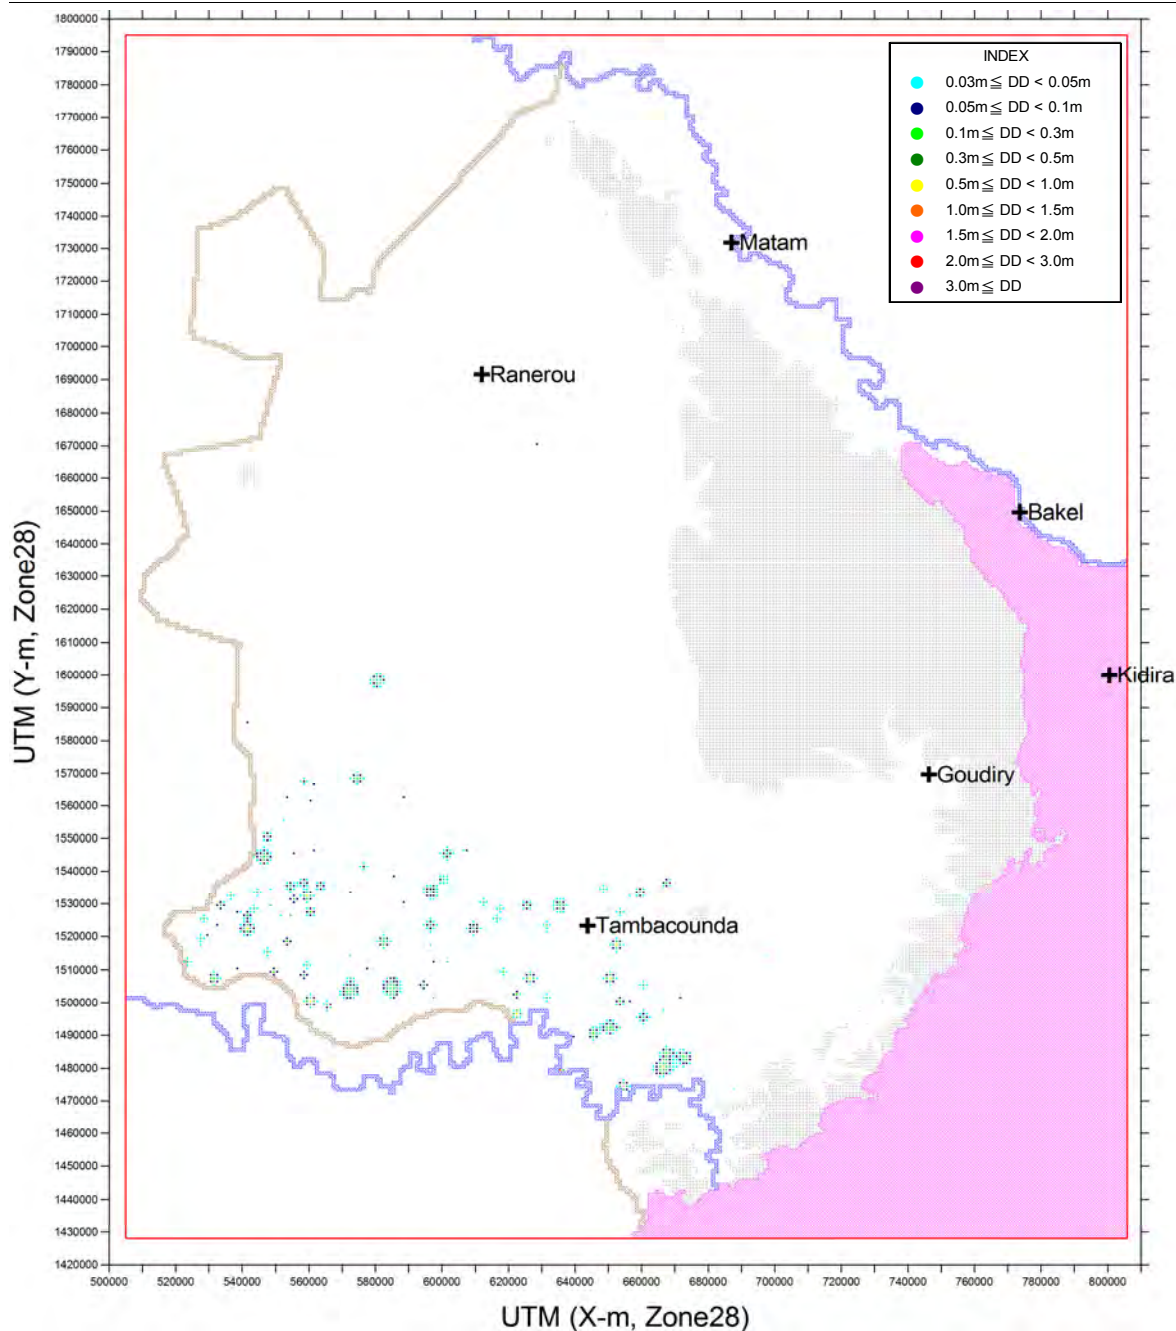 INDEX
0.03m≦ DD < 0.05m
0.05m≦ DD < 0.1m
0.1m≦ DD < 0.3m
0.3m≦ DD < 0.5m
0.5m≦ DD < 1.0m
1.0m≦ DD < 1.5m
1.5m≦ DD < 2.0m
2.0m≦ DD < 3.0m
3.0m≦ DD
Matam
Ranerou
Bakel
Kidira
Goudiry
Tambacounda
UTM (Y-m, Zone28)
1800000
1790000
1780000
1770000
1760000
1750000
1740000
1730000
1720000
1710000
1700000
1690000
1680000
1670000
1660000
1650000
1640000
1630000
1620000
1610000
1600000
1590000
1580000
1570000
1560000
1550000
1540000
1530000
1520000
1510000
1500000
1490000
1480000
1470000
1460000
1450000
1440000
1430000
1420000
500000 520000 540000 560000 580000 600000 620000 640000 660000 680000 700000 720000 740000 760000 780000 800000
UTM (X-m, Zone28)